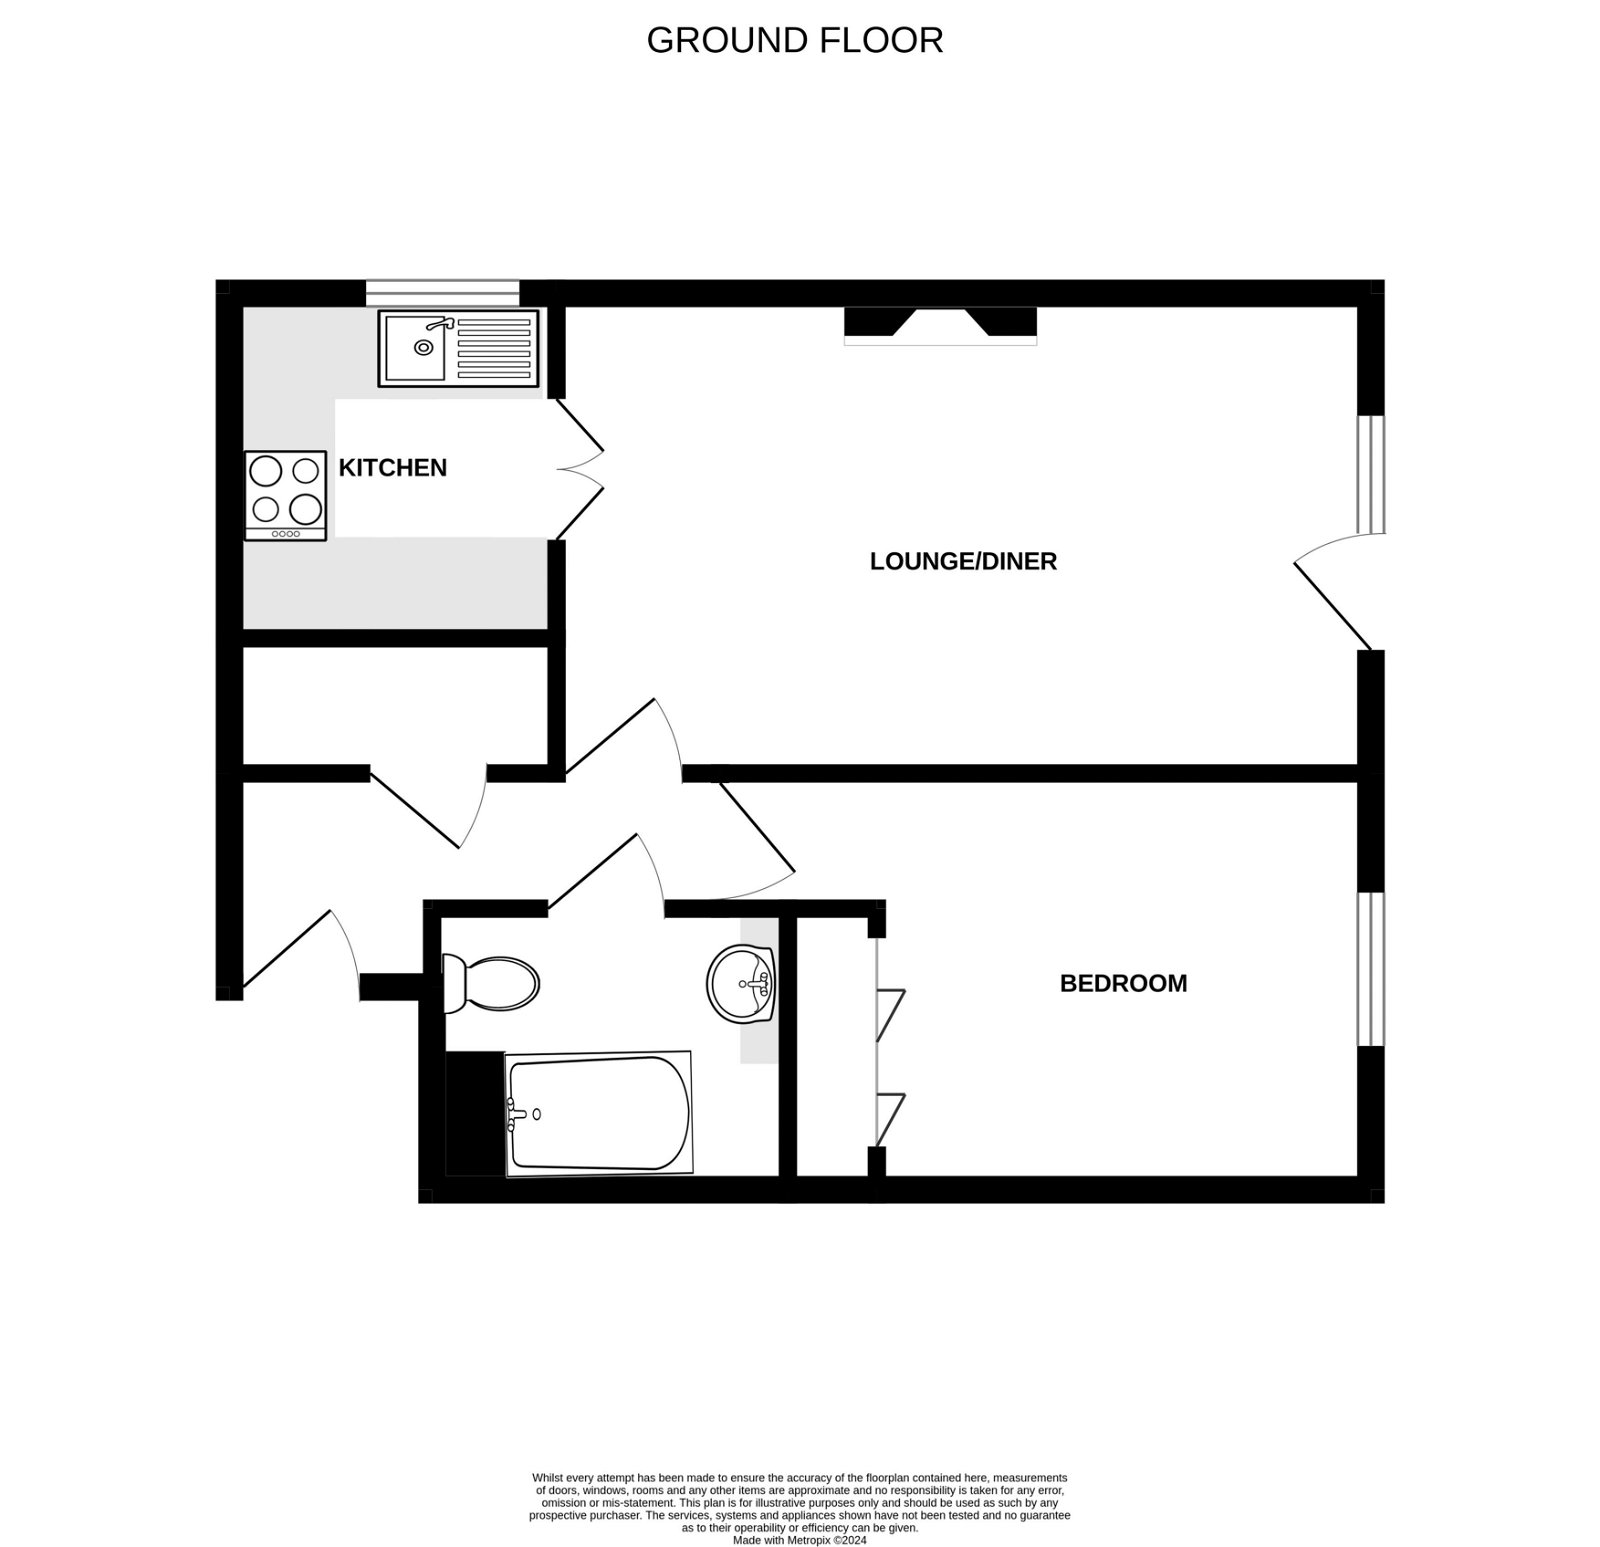 GROUND FLOOR
KITCHEN
LOUNGE/DINER
BEDROOM
Whilst every attempt has been made to ensure the accuracy of the floorplan contained here, measurements
of doors, windows, rooms and any other items are approximate and no responsibility is taken for any error,
omission or mis-statement. This plan is for illustrative purposes only and should be used as such by any
prospective purchaser. The services, systems and appliances shown have not been tested and no guarantee
as to their operability or efficiency can be given.
Made with Metropix ©2024